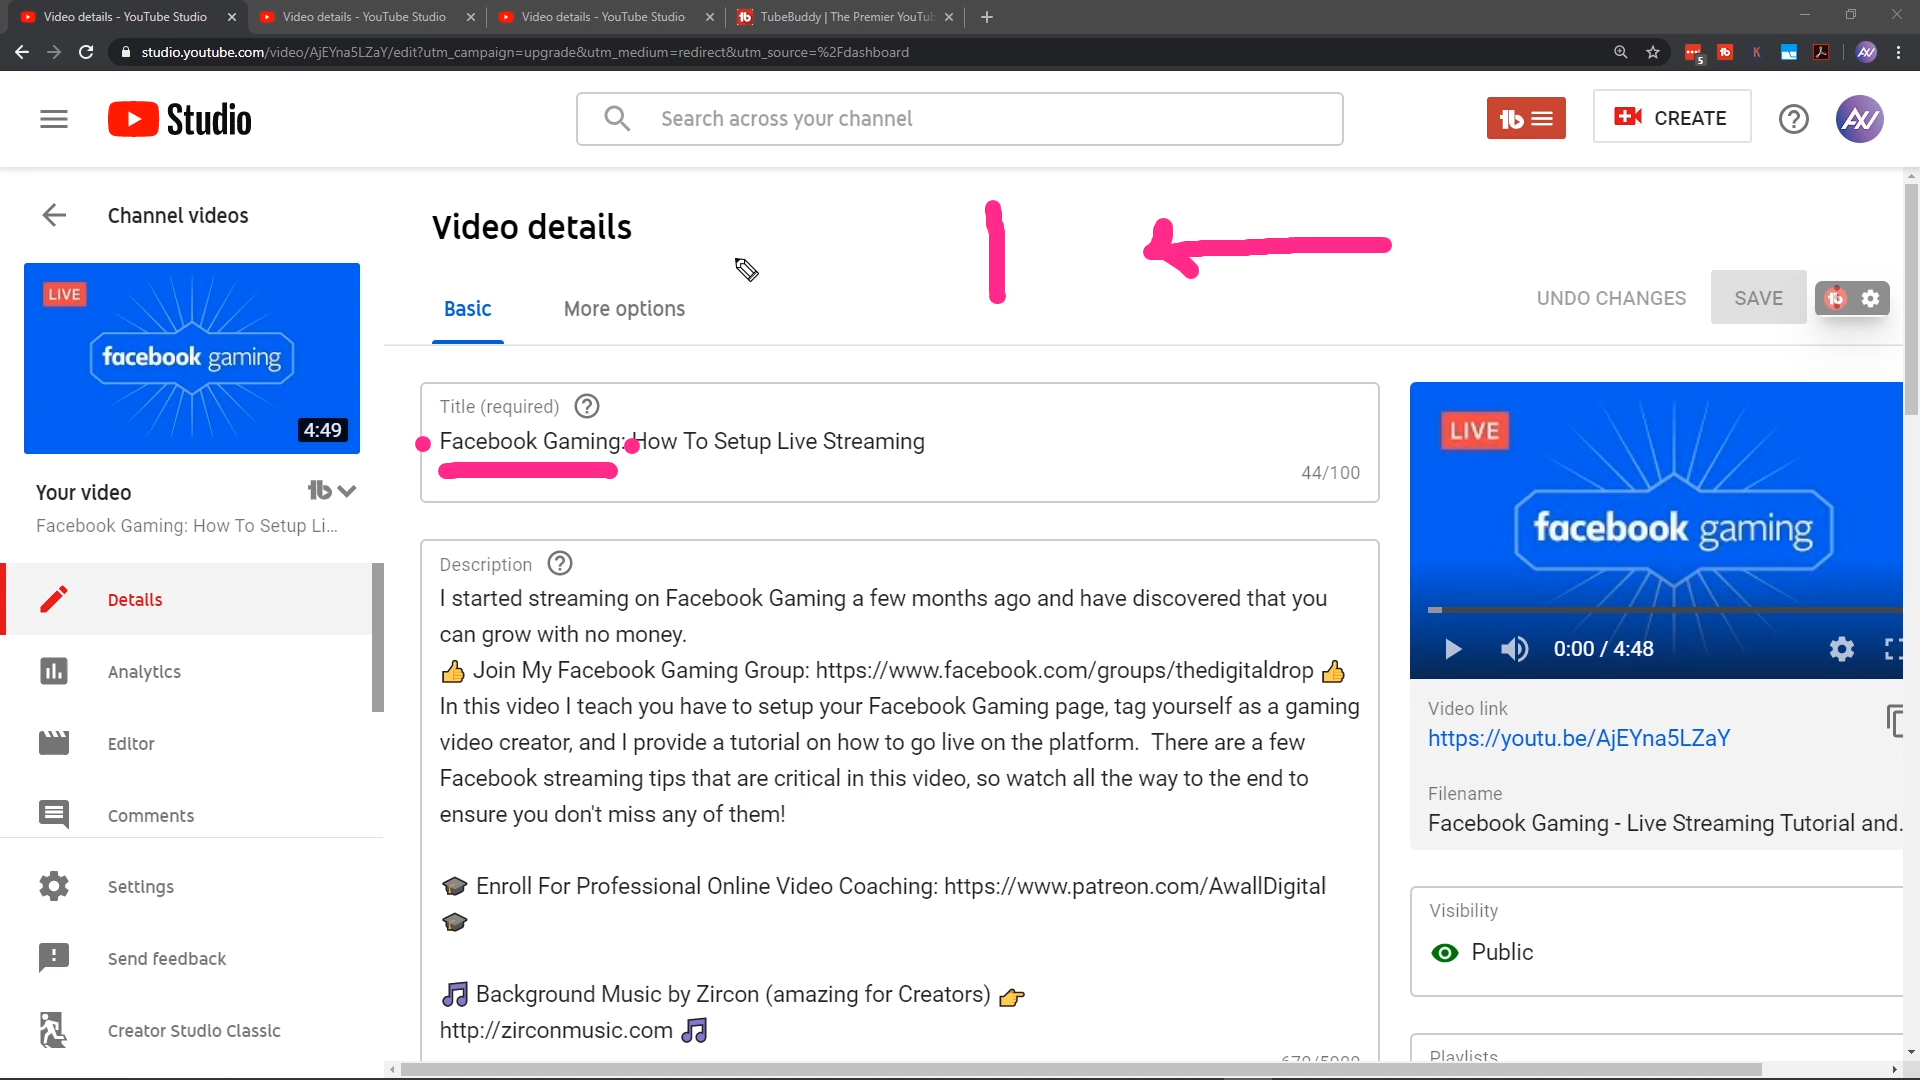 Video details - YouTube Studio
Video details - YouTube Studio
Video details - YouTube Studio
tb TubeBuddy | The Premier YouTub
studio.youtube.com/video/AjEYna5LZaY/edit?utm_campaign=upgrade&utm_medium=redirect&utm_source=%2Fdashboard
5
tb
K
Studio
Search across your channel
tb
CREATE
Channel videos
Video details
LIVE
facebook gaming
4:49
Basic
More options
UNDO CHANGES
SAVE
tb
Title (required)
Facebook Gaming: How To Setup Live Streaming
44/100
Your video
tb
Facebook Gaming: How To Setup Li...
Details
Analytics
Editor
Comments
Settings
Send feedback
Creator Studio Classic
Description
I started streaming on Facebook Gaming a few months ago and have discovered that you
can grow with no money.
👍 Join My Facebook Gaming Group: https://www.facebook.com/groups/thedigitaldrop 👍
In this video I teach you have to setup your Facebook Gaming page, tag yourself as a gaming
video creator, and I provide a tutorial on how to go live on the platform. There are a few
Facebook streaming tips that are critical in this video, so watch all the way to the end to
ensure you don't miss any of them!
🎓 Enroll For Professional Online Video Coaching: https://www.patreon.com/AwallDigital
🎓
🎵 Background Music by Zircon (amazing for Creators) 👉
http://zirconmusic.com 🎵
LIVE
facebook gaming
0:00 / 4:48
Video link
https://youtu.be/AjEYna5LZaY
Filename
Facebook Gaming - Live Streaming Tutorial and.
Visibility
Public
Playlists